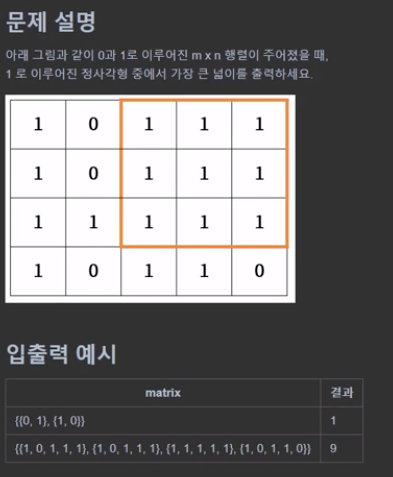 문제 설명
아래 그림과 같이 0과 1로 이루어진 m x n 행렬이 주어졌을 때,
1 로 이루어진 정사각형 중에서 가장 큰 넓이를 출력하세요.
1 0 1 1 1
1 0 1 1 1
1 1 1 1 1
1 0 1 1 0
입출력 예시
matrix 결과
{{0, 1}, {1, 0}} 1
{{1, 0, 1, 1, 1}, {1, 0, 1, 1, 1}, {1, 1, 1, 1, 1}, {1, 0, 1, 1, 0}} 9